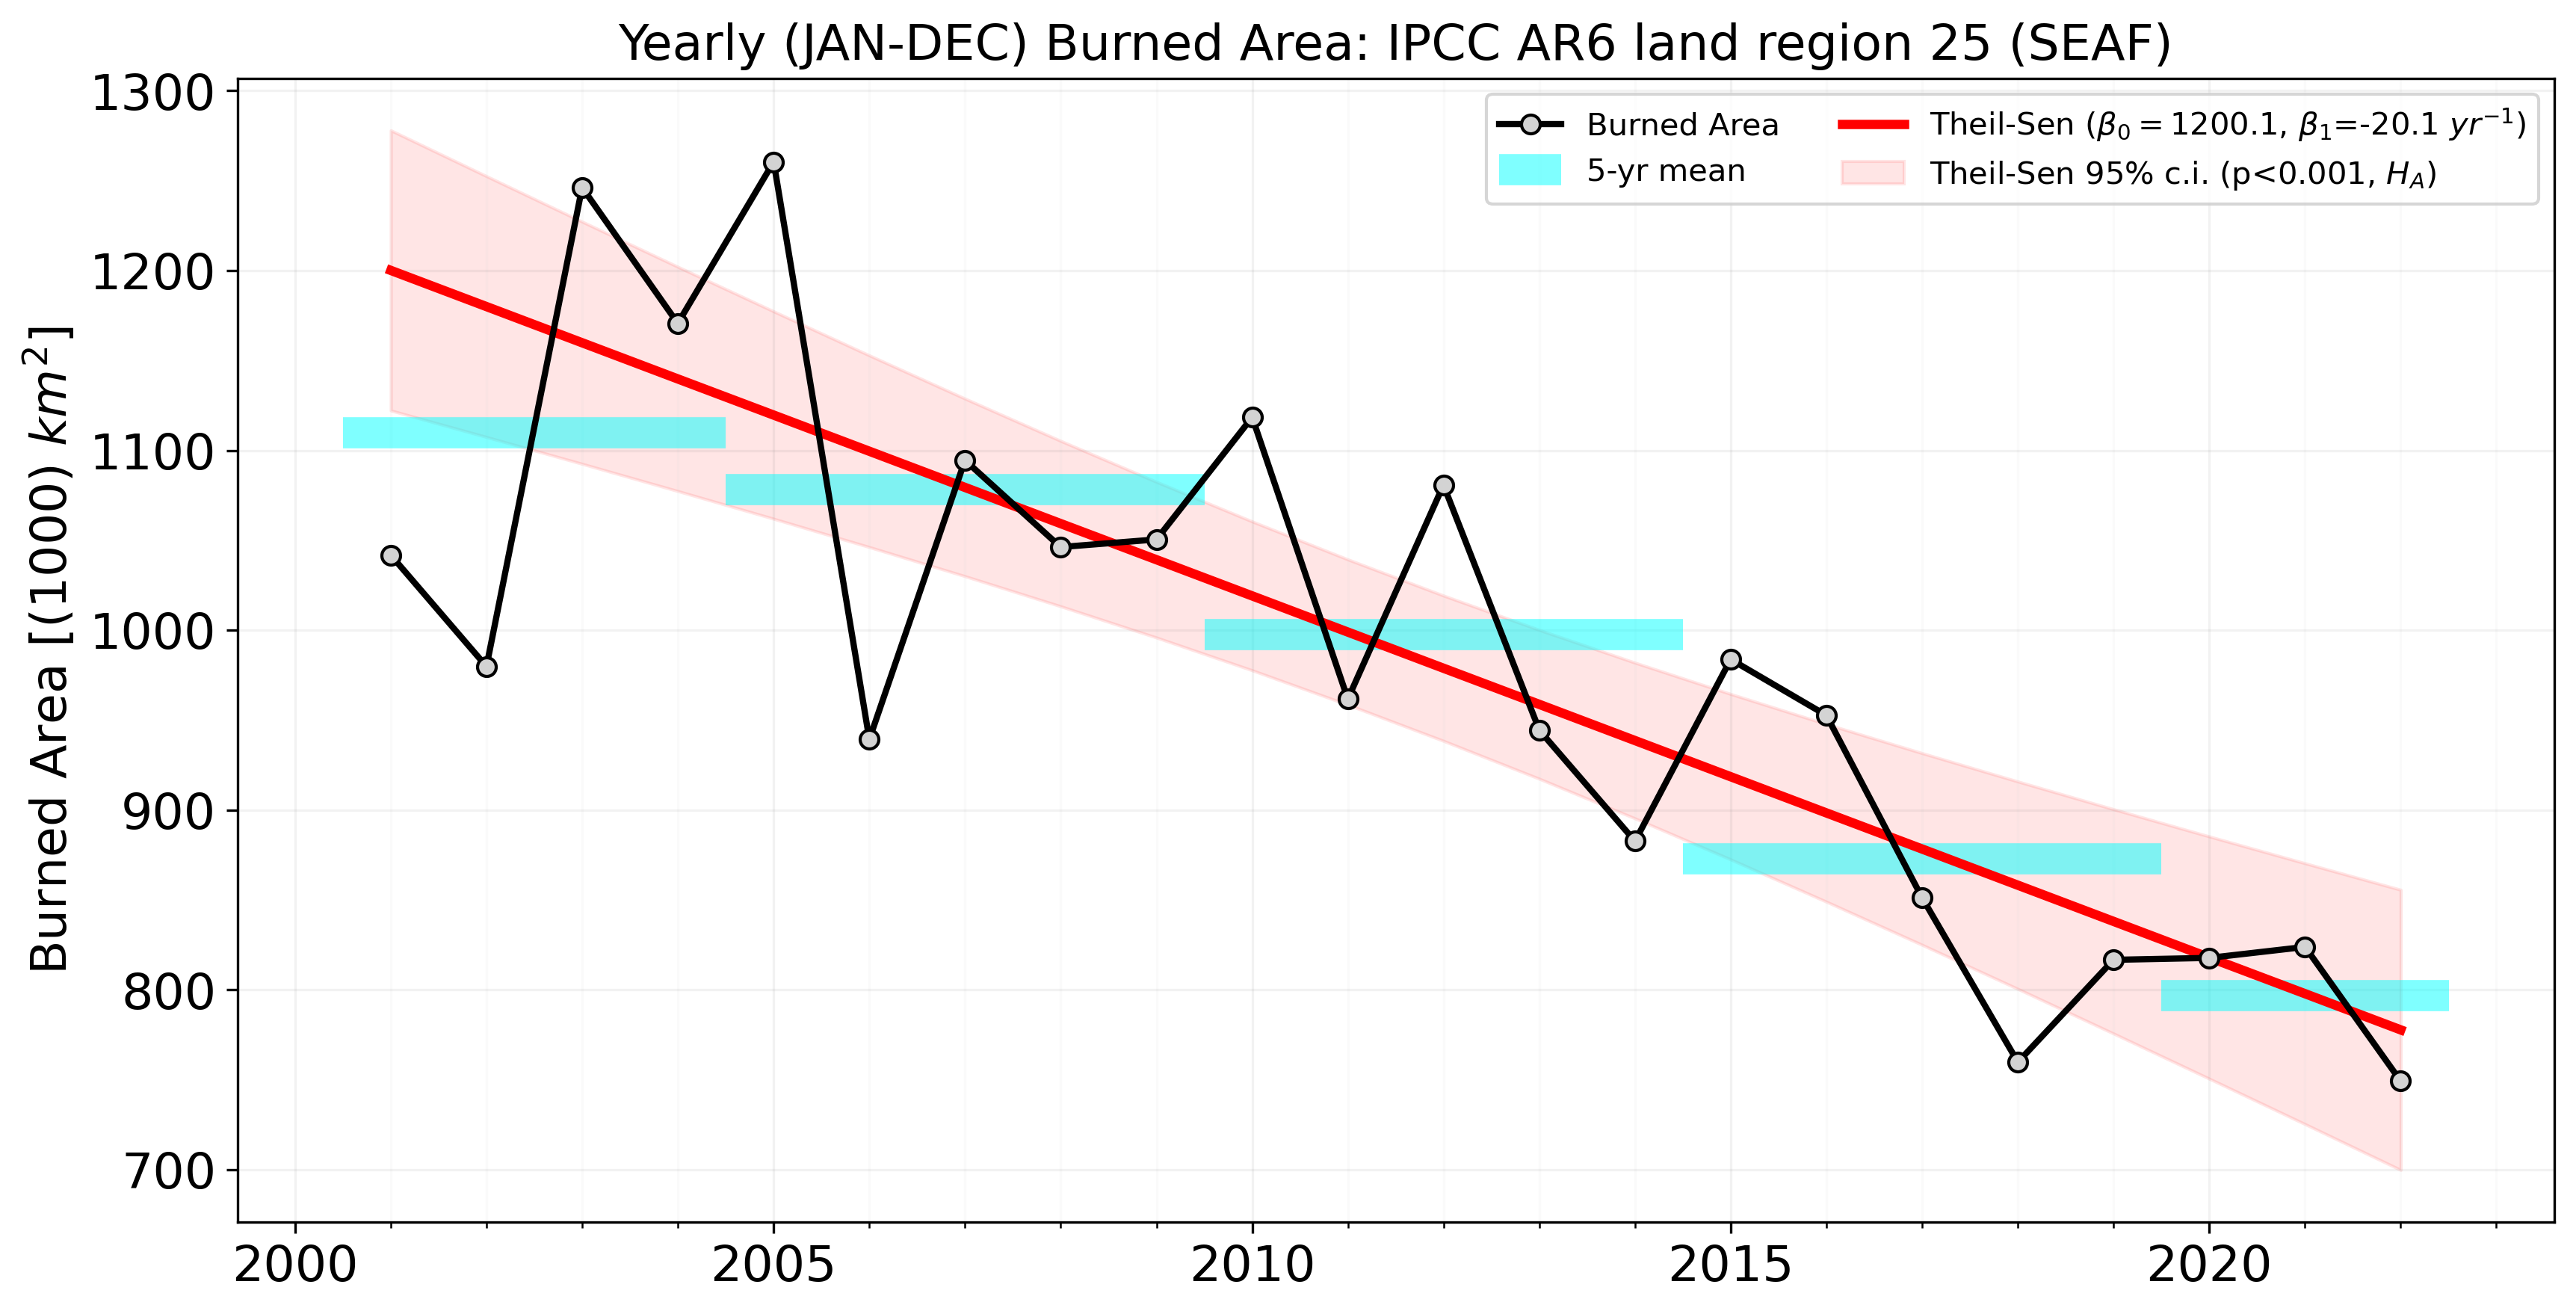 Yearly (JAN-DEC) Burned Area: IPCC AR6 land region 25 (SEAF)
Burned Area [(1000) km²]
1300
1200
1100
1000
900
800
700
Burned Area
5-yr mean
Theil-Sen (β₀ = 1200.1, β₁=-20.1 yr⁻¹)
Theil-Sen 95% c.i. (p<0.001, H_A)
2000 2005 2010 2015 2020